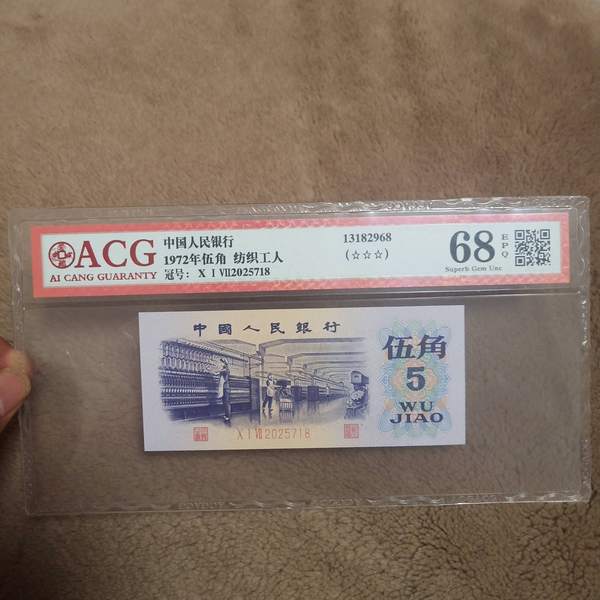 ACG
AI CANG GUARANTY
中国人民银行
1972年伍角 纺织工人
冠号: X I VII2025718
13182968
(☆☆☆)
68
EPQ
Superb Gem Unc
中國人民銀行
伍角
5
WU
JIAO
X I VII 2025718